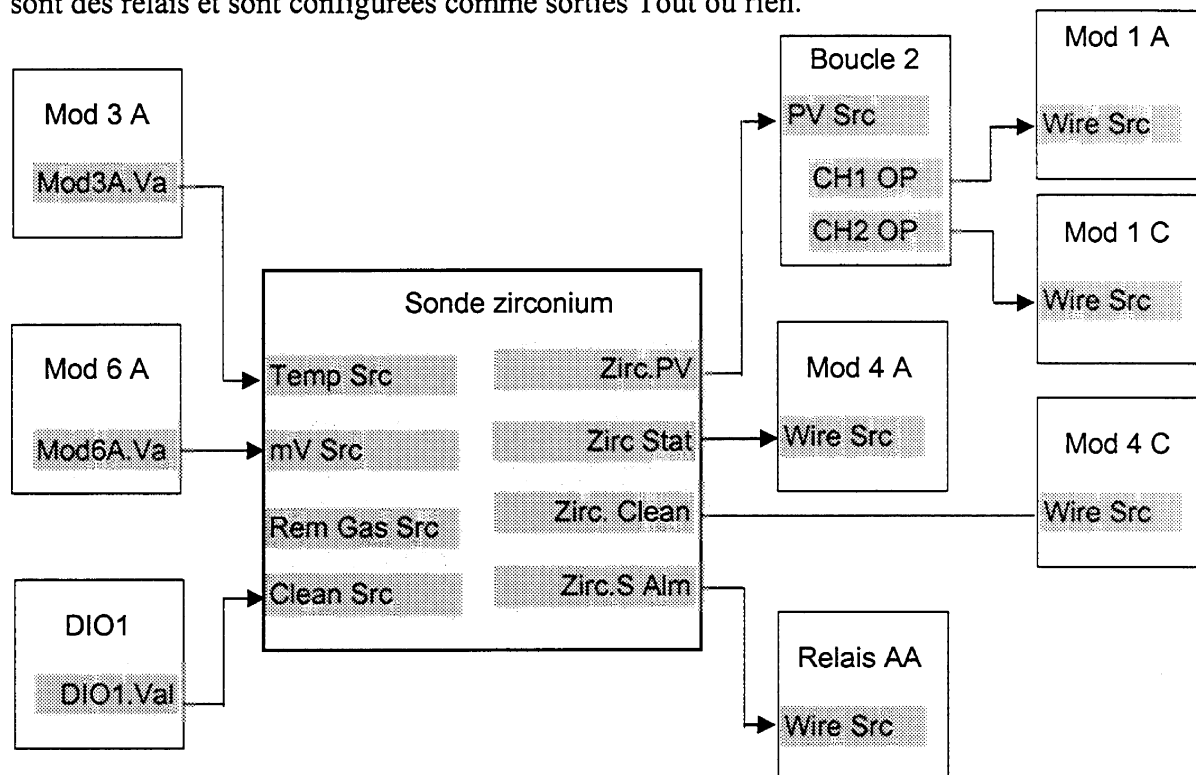 sont des relais et sont configurées comme sorties Tout ou rien.
Mod 3 A
Mod3A.Va
Mod 6 A
Mod6A.Va
DIO1
DIO1.Val
Sonde zirconium
Temp Src
mV Src
Rem Gas Src
Clean Src
Zirc.PV
Zirc Stat
Zirc. Clean
Zirc.S Alm
Boucle 2
PV Src
CH1 OP
CH2 OP
Mod 4 A
Wire Src
Relais AA
Wire Src
Mod 1 A
Wire Src
Mod 1 C
Wire Src
Mod 4 C
Wire Src